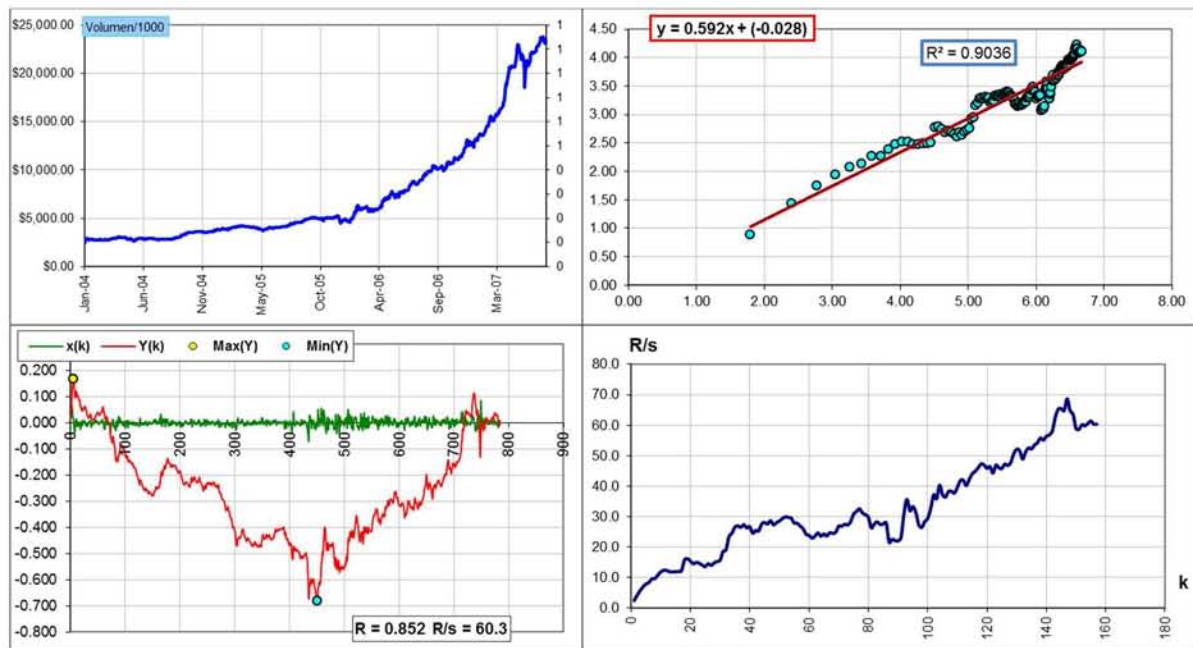 Volumen/1000
$25,000.00
$20,000.00
$15,000.00
$10,000.00
$5,000.00
$0.00
1
1
1
1
1
1
0
0
0
0
0
Jan-04
Jun-04
Nov-04
May-05
Oct-05
Apr-06
Sep-06
Mar-07
y = 0.592x + (-0.028)
R² = 0.9036
4.50
4.00
3.50
3.00
2.50
2.00
1.50
1.00
0.50
0.00
0.00 1.00 2.00 3.00 4.00 5.00 6.00 7.00 8.00
x(k) Y(k) Max(Y) Min(Y)
0.200
0.100
0.000
-0.100
-0.200
-0.300
-0.400
-0.500
-0.600
-0.700
-0.800
0 100 200 300 400 500 600 700 800 900
R = 0.852 R/s = 60.3
R/s
80.0
70.0
60.0
50.0
40.0
30.0
20.0
10.0
0.0
k
0 20 40 60 80 100 120 140 160 180